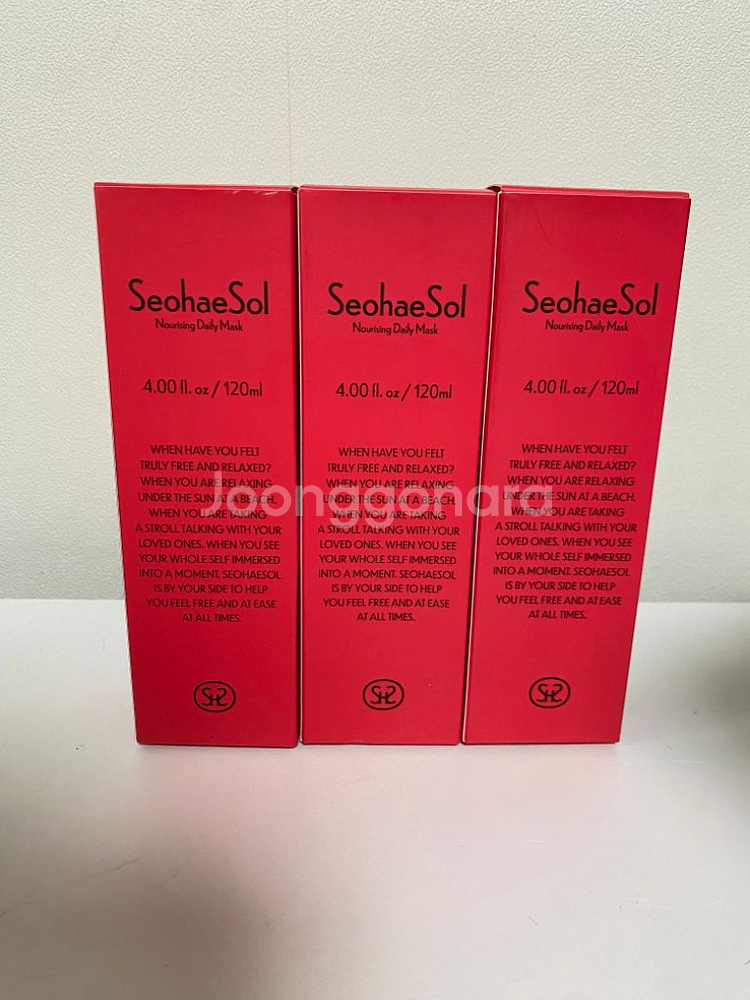 SeohaeSol
Nourising Daily Mask
4.00 fl. oz / 120ml
WHEN HAVE YOU FELT
TRULY FREE AND RELAXED?
WHEN YOU ARE RELAXING
UNDER THE SUN AT A BEACH.
WHEN YOU ARE TAKING
A STROLL TALKING WITH YOUR
LOVED ONES. WHEN YOU SEE
YOUR WHOLE SELF IMMERSED
INTO A MOMENT. SEOHAESOL
IS BY YOUR SIDE TO HELP
YOU FEEL FREE AND AT EASE
AT ALL TIMES.
SHS
SeohaeSol
Nourising Daily Mask
4.00 fl. oz / 120ml
WHEN HAVE YOU FELT
TRULY FREE AND RELAXED?
WHEN YOU ARE RELAXING
UNDER THE SUN AT A BEACH.
WHEN YOU ARE TAKING
A STROLL TALKING WITH YOUR
LOVED ONES. WHEN YOU SEE
YOUR WHOLE SELF IMMERSED
INTO A MOMENT. SEOHAESOL
IS BY YOUR SIDE TO HELP
YOU FEEL FREE AND AT EASE
AT ALL TIMES.
SHS
SeohaeSol
Nourising Daily Mask
4.00 fl. oz / 120ml
WHEN HAVE YOU FELT
TRULY FREE AND RELAXED?
WHEN YOU ARE RELAXING
UNDER THE SUN AT A BEACH.
WHEN YOU ARE TAKING
A STROLL TALKING WITH YOUR
LOVED ONES. WHEN YOU SEE
YOUR WHOLE SELF IMMERSED
INTO A MOMENT. SEOHAESOL
IS BY YOUR SIDE TO HELP
YOU FEEL FREE AND AT EASE
AT ALL TIMES.
SHS
Joonggonara